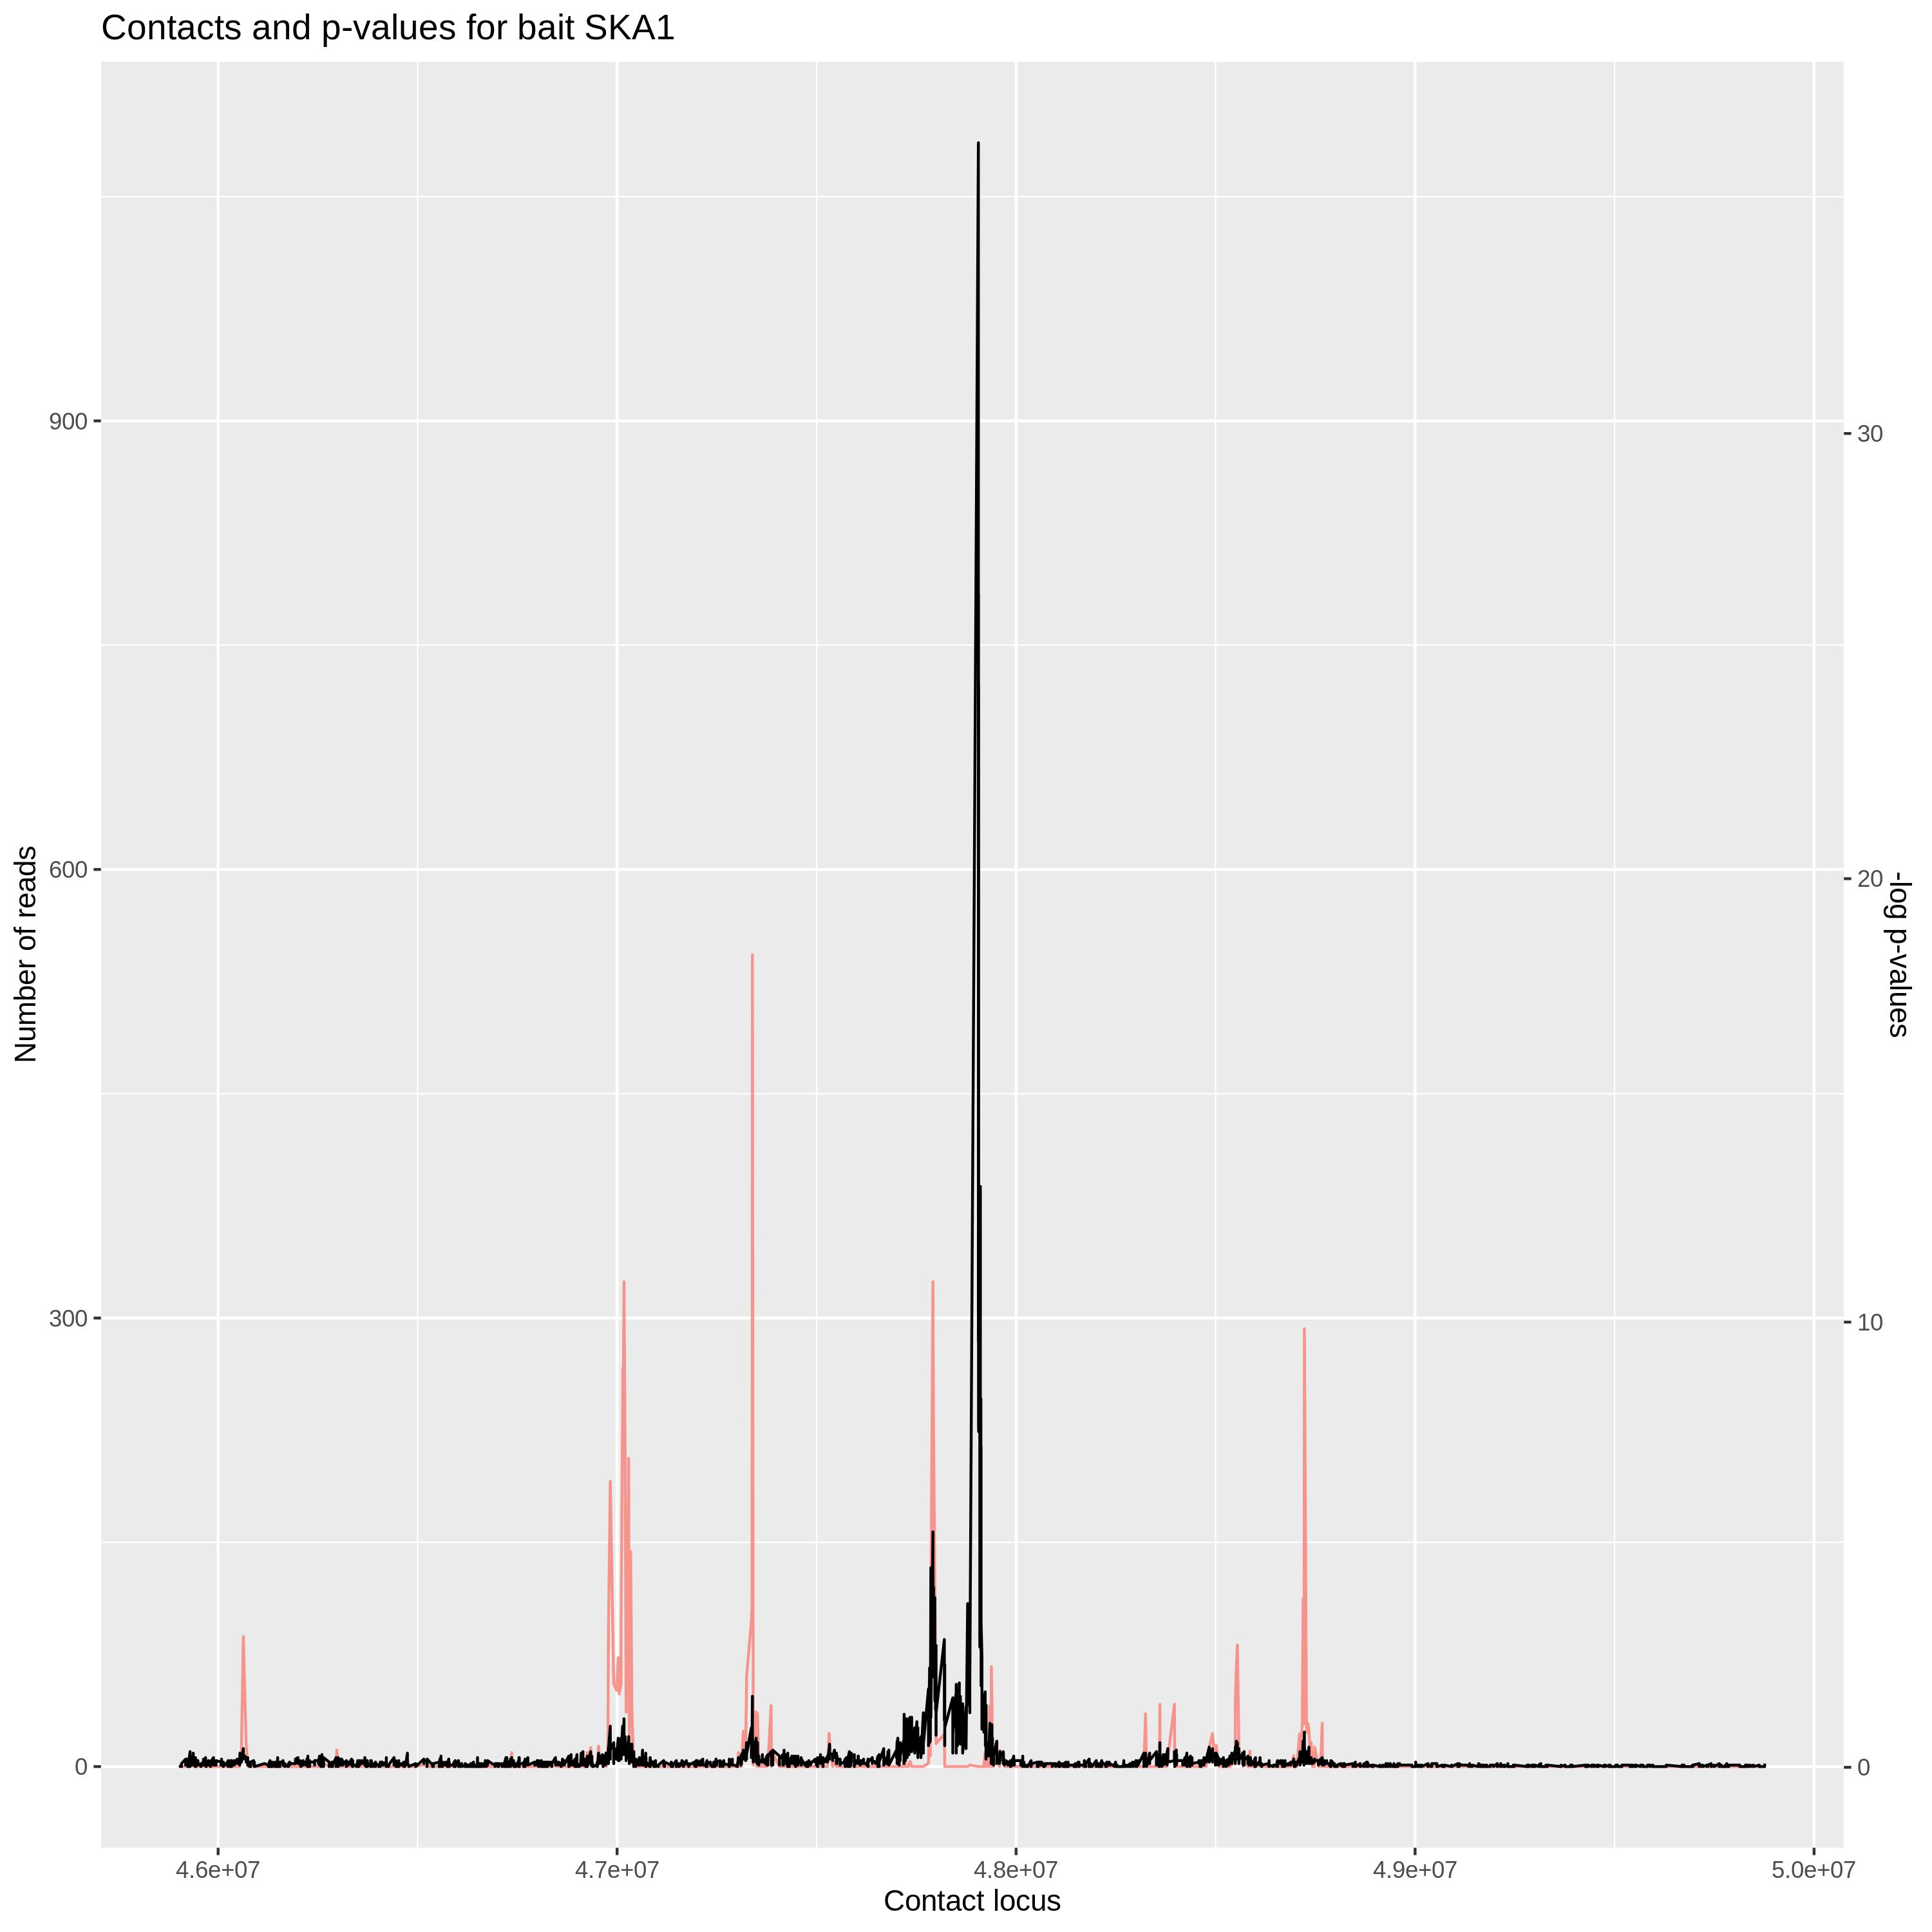 Contacts and p-values for bait SKA1
900
600
300
0
Number of reads
30
20
10
0
-log p-values
4.6e+07
4.7e+07
4.8e+07
4.9e+07
5.0e+07
Contact locus